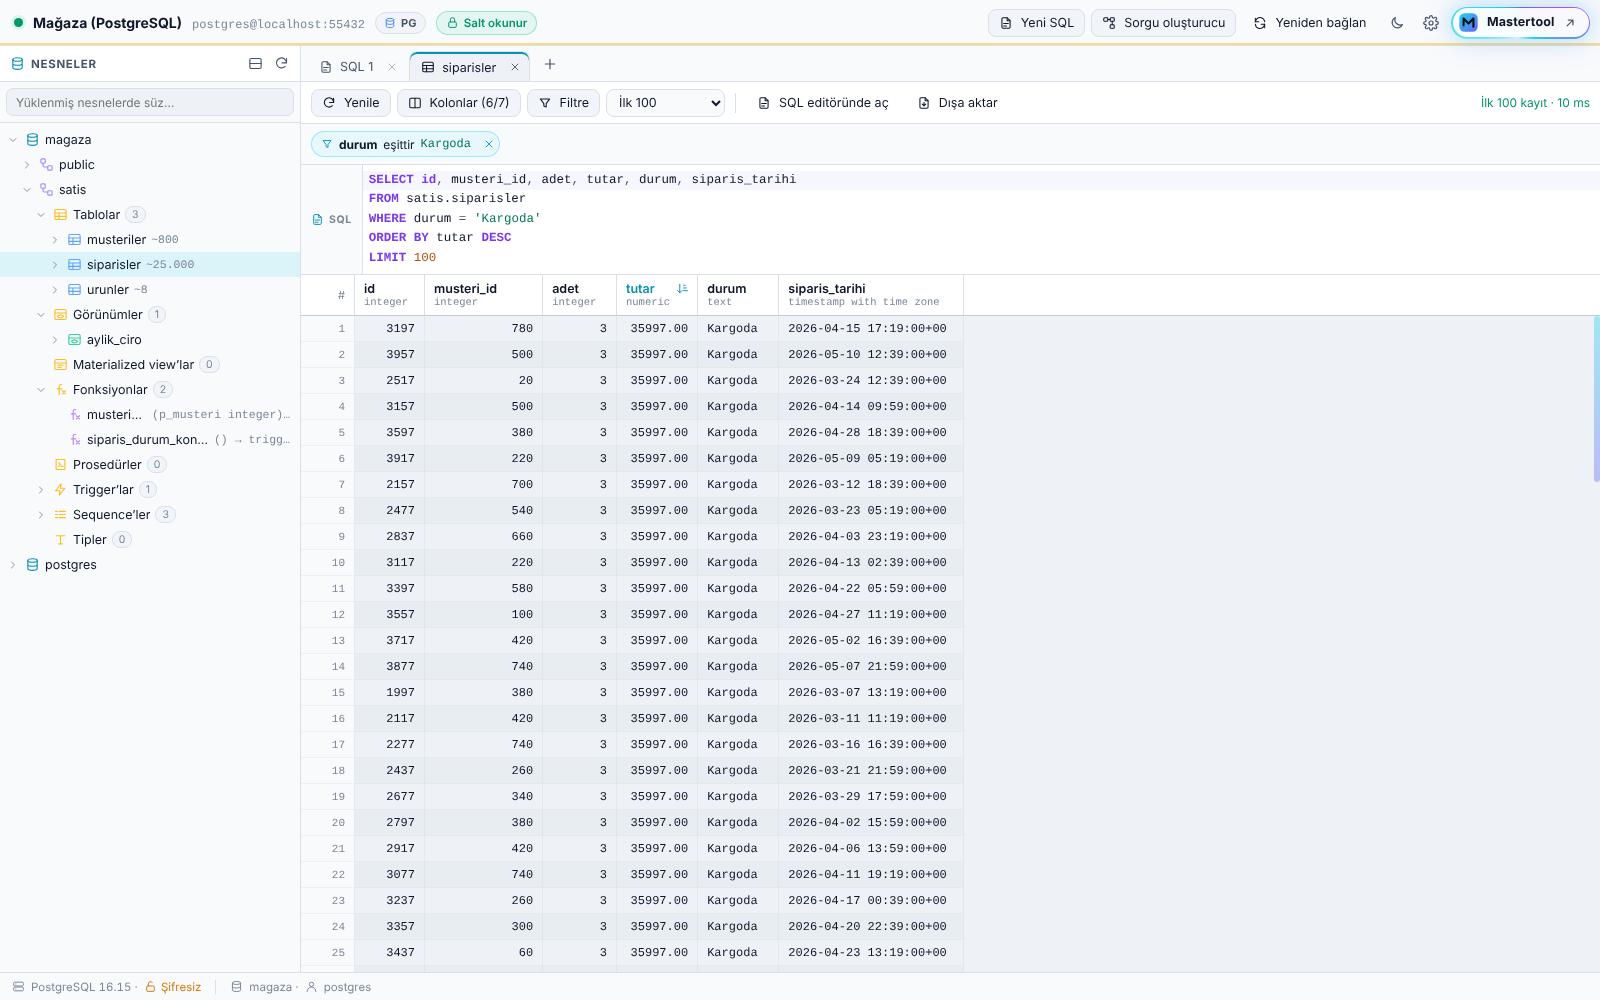 Mağaza (PostgreSQL) postgres@localhost:55432 PG Salt okunur Yeni SQL Sorgu oluşturucu Yeniden bağlan Mastertool
NESNELER
Yüklenmiş nesnelerde süz...
magaza
public
satis
Tablolar 3
musteriler ~800
siparisler ~25.000
urunler ~8
Görünümler 1
aylik_ciro
Materialized view'lar 0
Fonksiyonlar 2
musteri... (p_musteri integer)...
siparis_durum_kon... () → trigg...
Prosedürler 0
Trigger'lar 1
Sequence'ler 3
Tipler 0
postgres
SQL 1 siparisler
Yenile Kolonlar (6/7) Filtre İlk 100 SQL editöründe aç Dışa aktar İlk 100 kayıt · 10 ms
durum eşittir Kargoda
SQL
SELECT id, musteri_id, adet, tutar, durum, siparis_tarihi
FROM satis.siparisler
WHERE durum = 'Kargoda'
ORDER BY tutar DESC
LIMIT 100
# id musteri_id adet tutar durum siparis_tarihi
integer integer integer numeric text timestamp with time zone
1 3197 780 3 35997.00 Kargoda 2026-04-15 17:19:00+00
2 3957 500 3 35997.00 Kargoda 2026-05-10 12:39:00+00
3 2517 20 3 35997.00 Kargoda 2026-03-24 12:39:00+00
4 3157 500 3 35997.00 Kargoda 2026-04-14 09:59:00+00
5 3597 380 3 35997.00 Kargoda 2026-04-28 18:39:00+00
6 3917 220 3 35997.00 Kargoda 2026-05-09 05:19:00+00
7 2157 700 3 35997.00 Kargoda 2026-03-12 18:39:00+00
8 2477 540 3 35997.00 Kargoda 2026-03-23 05:19:00+00
9 2837 660 3 35997.00 Kargoda 2026-04-03 23:19:00+00
10 3117 220 3 35997.00 Kargoda 2026-04-13 02:39:00+00
11 3397 580 3 35997.00 Kargoda 2026-04-22 05:59:00+00
12 3557 100 3 35997.00 Kargoda 2026-04-27 11:19:00+00
13 3717 420 3 35997.00 Kargoda 2026-05-02 16:39:00+00
14 3877 740 3 35997.00 Kargoda 2026-05-07 21:59:00+00
15 1997 380 3 35997.00 Kargoda 2026-03-07 13:19:00+00
16 2117 420 3 35997.00 Kargoda 2026-03-11 11:19:00+00
17 2277 740 3 35997.00 Kargoda 2026-03-16 16:39:00+00
18 2437 260 3 35997.00 Kargoda 2026-03-21 21:59:00+00
19 2677 340 3 35997.00 Kargoda 2026-03-29 17:59:00+00
20 2797 380 3 35997.00 Kargoda 2026-04-02 15:59:00+00
21 2917 420 3 35997.00 Kargoda 2026-04-06 13:59:00+00
22 3077 740 3 35997.00 Kargoda 2026-04-11 19:19:00+00
23 3237 260 3 35997.00 Kargoda 2026-04-17 00:39:00+00
24 3357 300 3 35997.00 Kargoda 2026-04-20 22:39:00+00
25 3437 60 3 35997.00 Kargoda 2026-04-23 13:19:00+00
PostgreSQL 16.15 · Şifresiz magaza · postgres